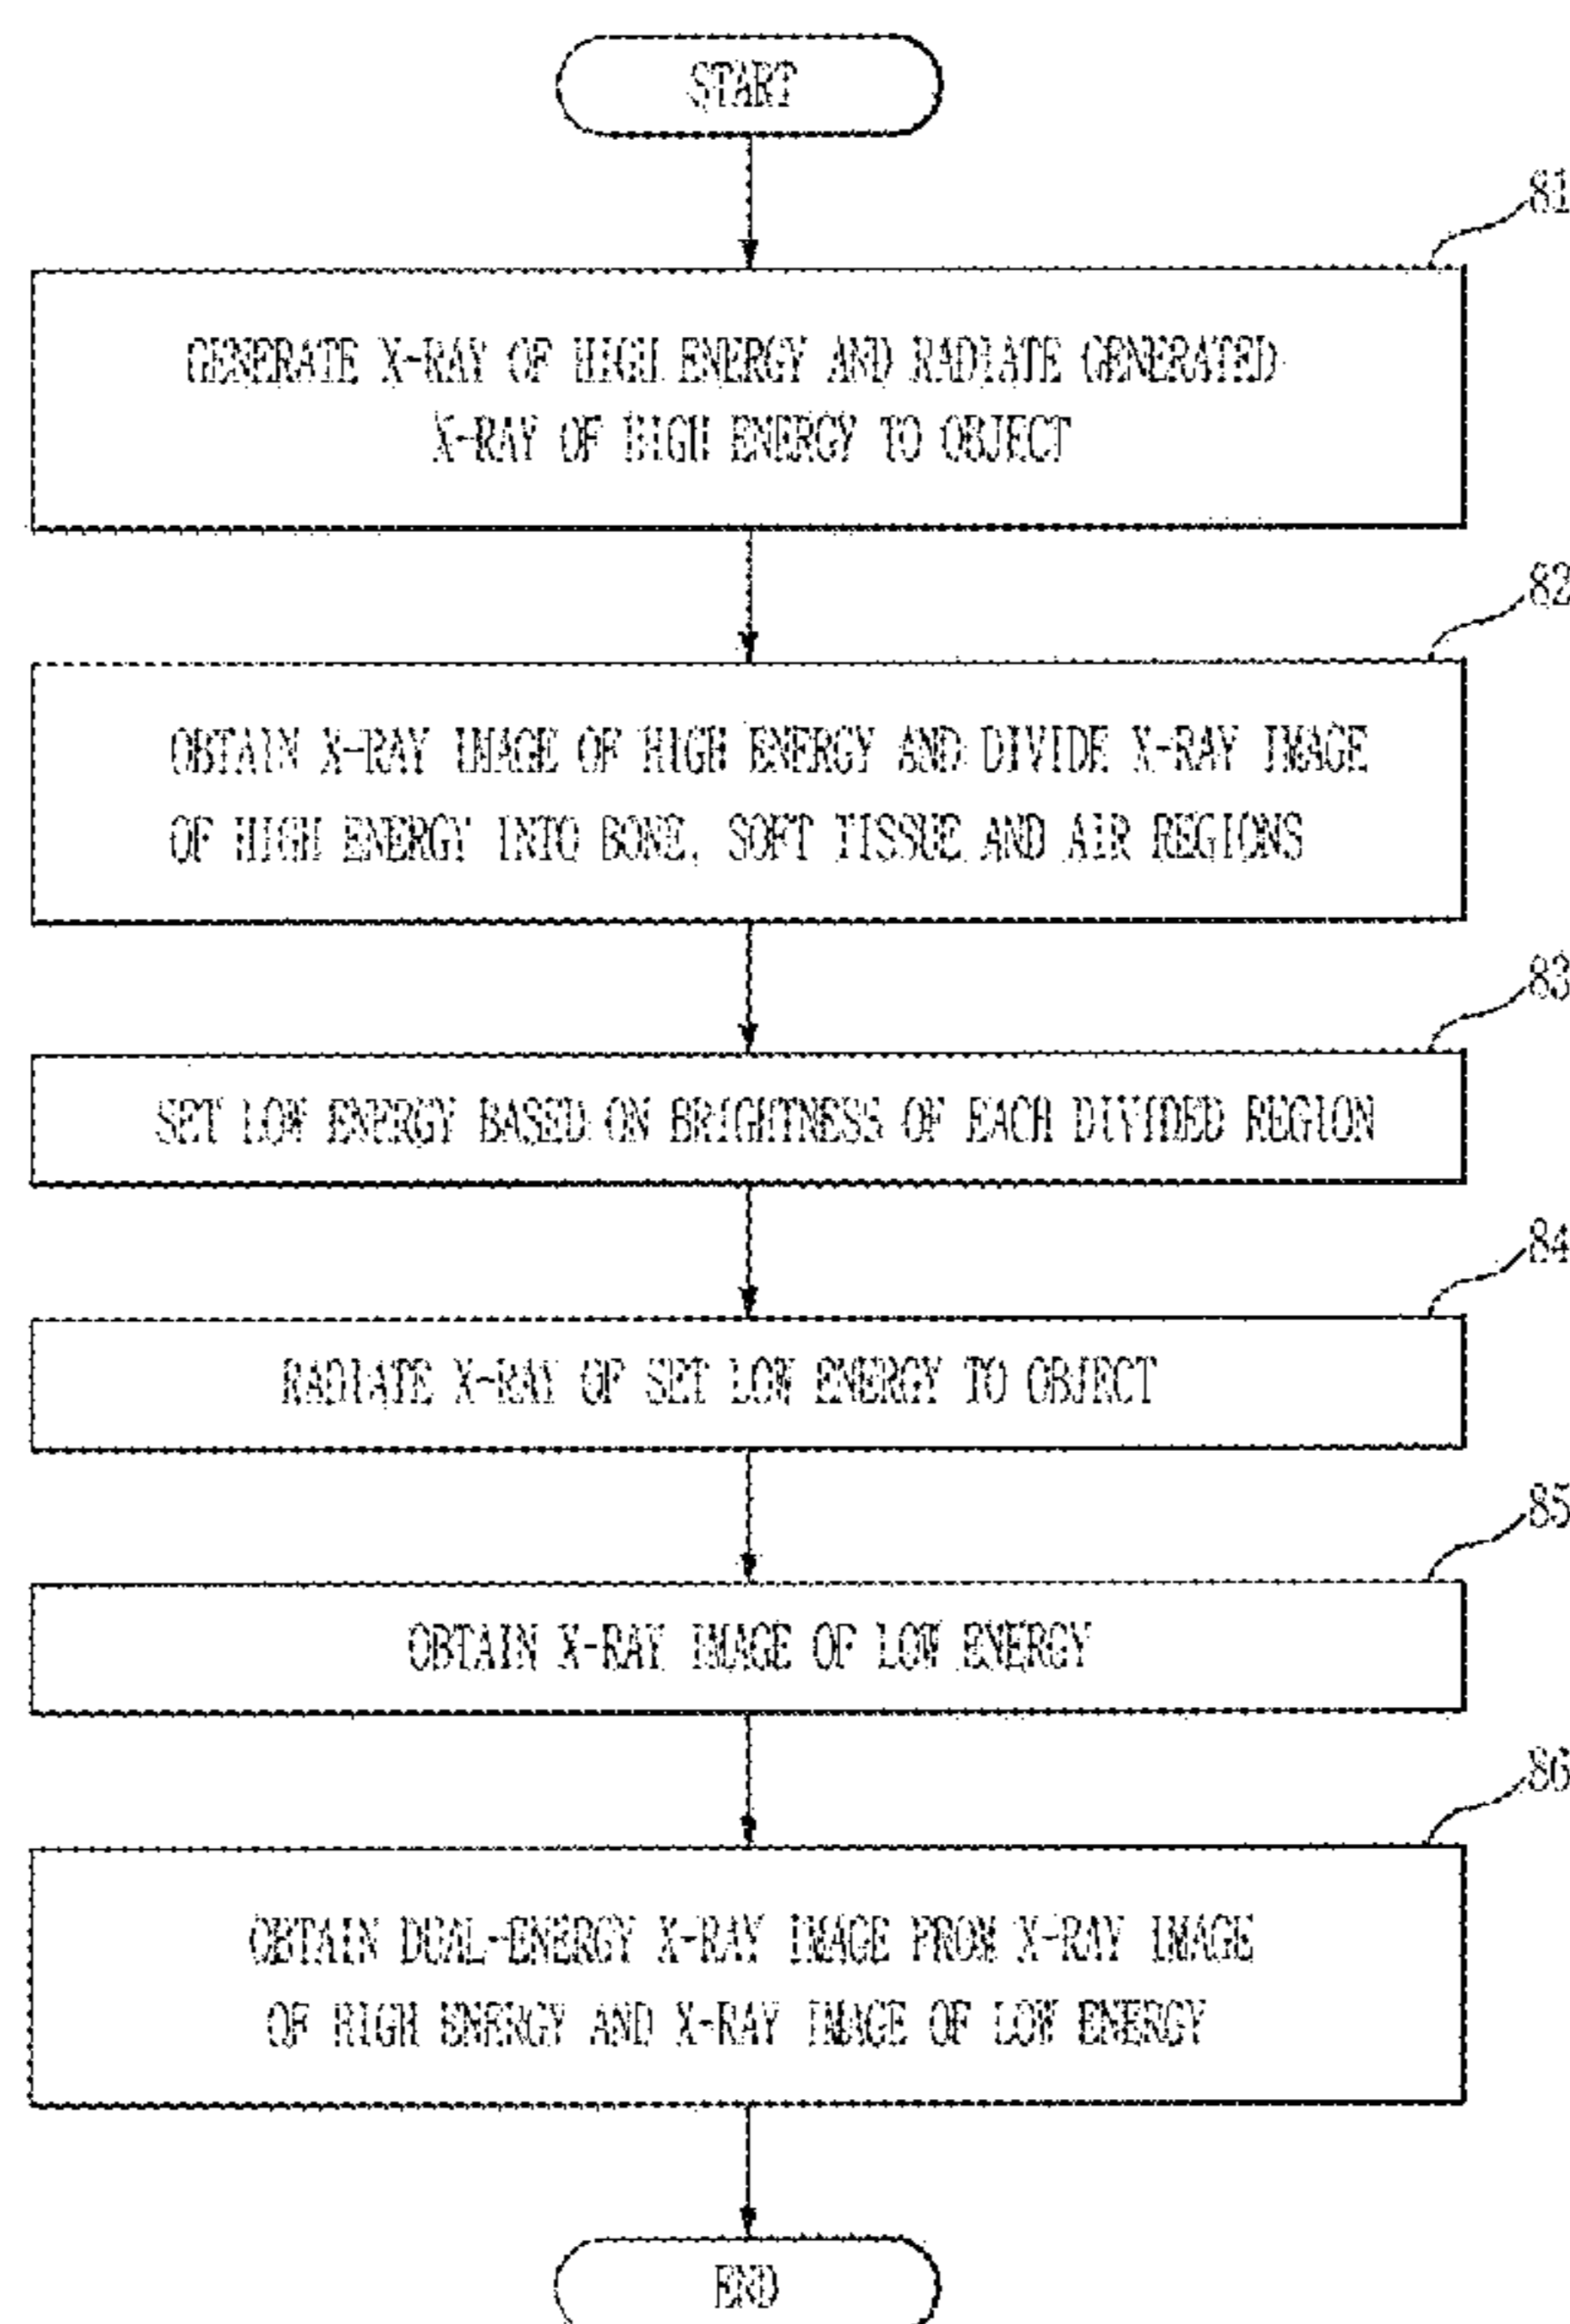 START
81
GENERATE X-RAY OF HIGH ENERGY AND RADIATE GENERATED
X-RAY OF HIGH ENERGY TO OBJECT
82
OBTAIN X-RAY IMAGE OF HIGH ENERGY AND DIVIDE X-RAY IMAGE
OF HIGH ENERGY INTO BONE, SOFT TISSUE AND AIR REGIONS
83
SET LOW ENERGY BASED ON BRIGHTNESS OF EACH DIVIDED REGION
84
RADIATE X-RAY OF SET LOW ENERGY TO OBJECT
85
OBTAIN X-RAY IMAGE OF LOW ENERGY
86
OBTAIN DUAL-ENERGY X-RAY IMAGE FROM X-RAY IMAGE
OF HIGH ENERGY AND X-RAY IMAGE OF LOW ENERGY
END